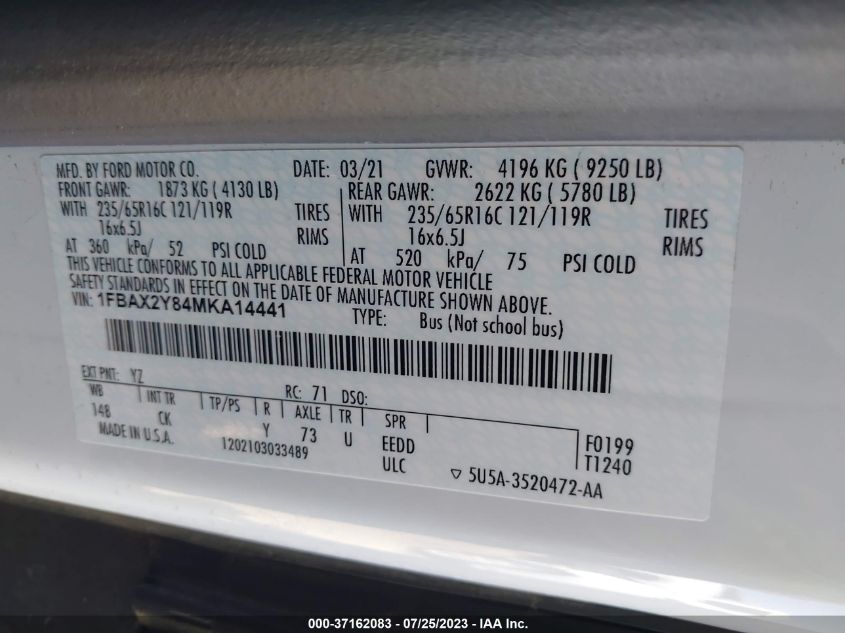 MFD. BY FORD MOTOR CO. DATE: 03/21 GVWR: 4196 KG ( 9250 LB)
FRONT GAWR: 1873 KG ( 4130 LB) REAR GAWR: 2622 KG ( 5780 LB)
WITH 235/65R16C 121/119R TIRES WITH 235/65R16C 121/119R TIRES
16x6.5J RIMS 16x6.5J RIMS
AT 360 kPa/ 52 PSI COLD AT 520 kPa/ 75 PSI COLD
THIS VEHICLE CONFORMS TO ALL APPLICABLE FEDERAL MOTOR VEHICLE
SAFETY STANDARDS IN EFFECT ON THE DATE OF MANUFACTURE SHOWN ABOVE.
VIN: 1FBAX2Y84MKA14441 TYPE: Bus (Not school bus)
EXT PNT: YZ RC: 71 DSO:
WB INT TR TP/PS R AXLE TR SPR
148 CK Y 73 U EEDD F0199
MADE IN U.S.A. 1202103033489 ULC T1240
5U5A-3520472-AA
000-37162083 - 07/25/2023 - IAA Inc.